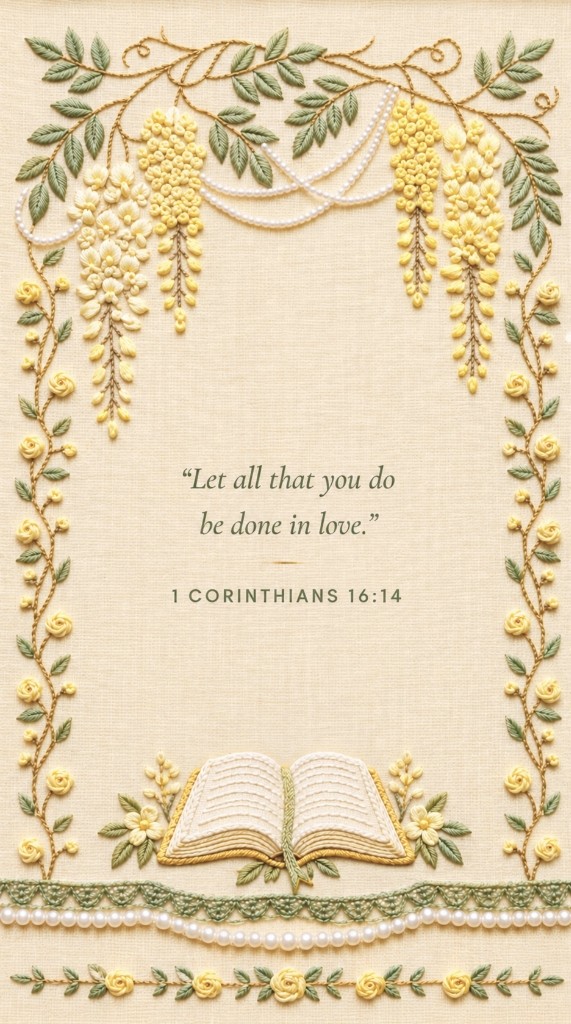 “Let all that you do
be done in love.”
1 CORINTHIANS 16:14